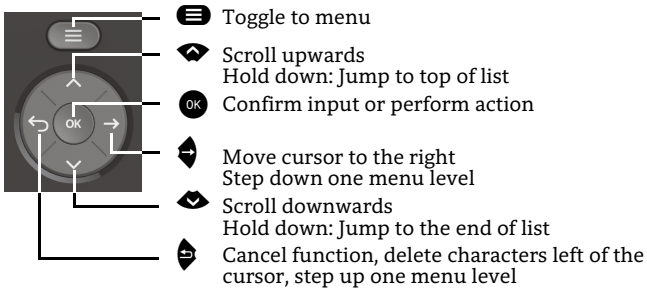 Toggle to menu
Scroll upwards
Hold down: Jump to top of list
OK Confirm input or perform action
OK
Move cursor to the right
Step down one menu level
Scroll downwards
Hold down: Jump to the end of list
Cancel function, delete characters left of the
cursor, step up one menu level